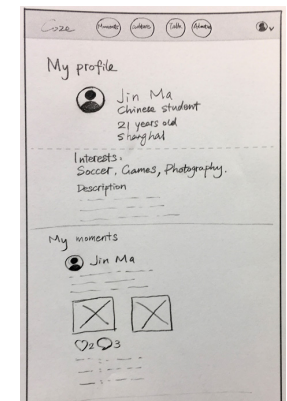 Coze Moments Talk
My profile
Jin Ma
Chinese student
21 years old
Shanghai
Interests:
Soccer, Games, Photography.
Description
My moments
Jin Ma
2 3